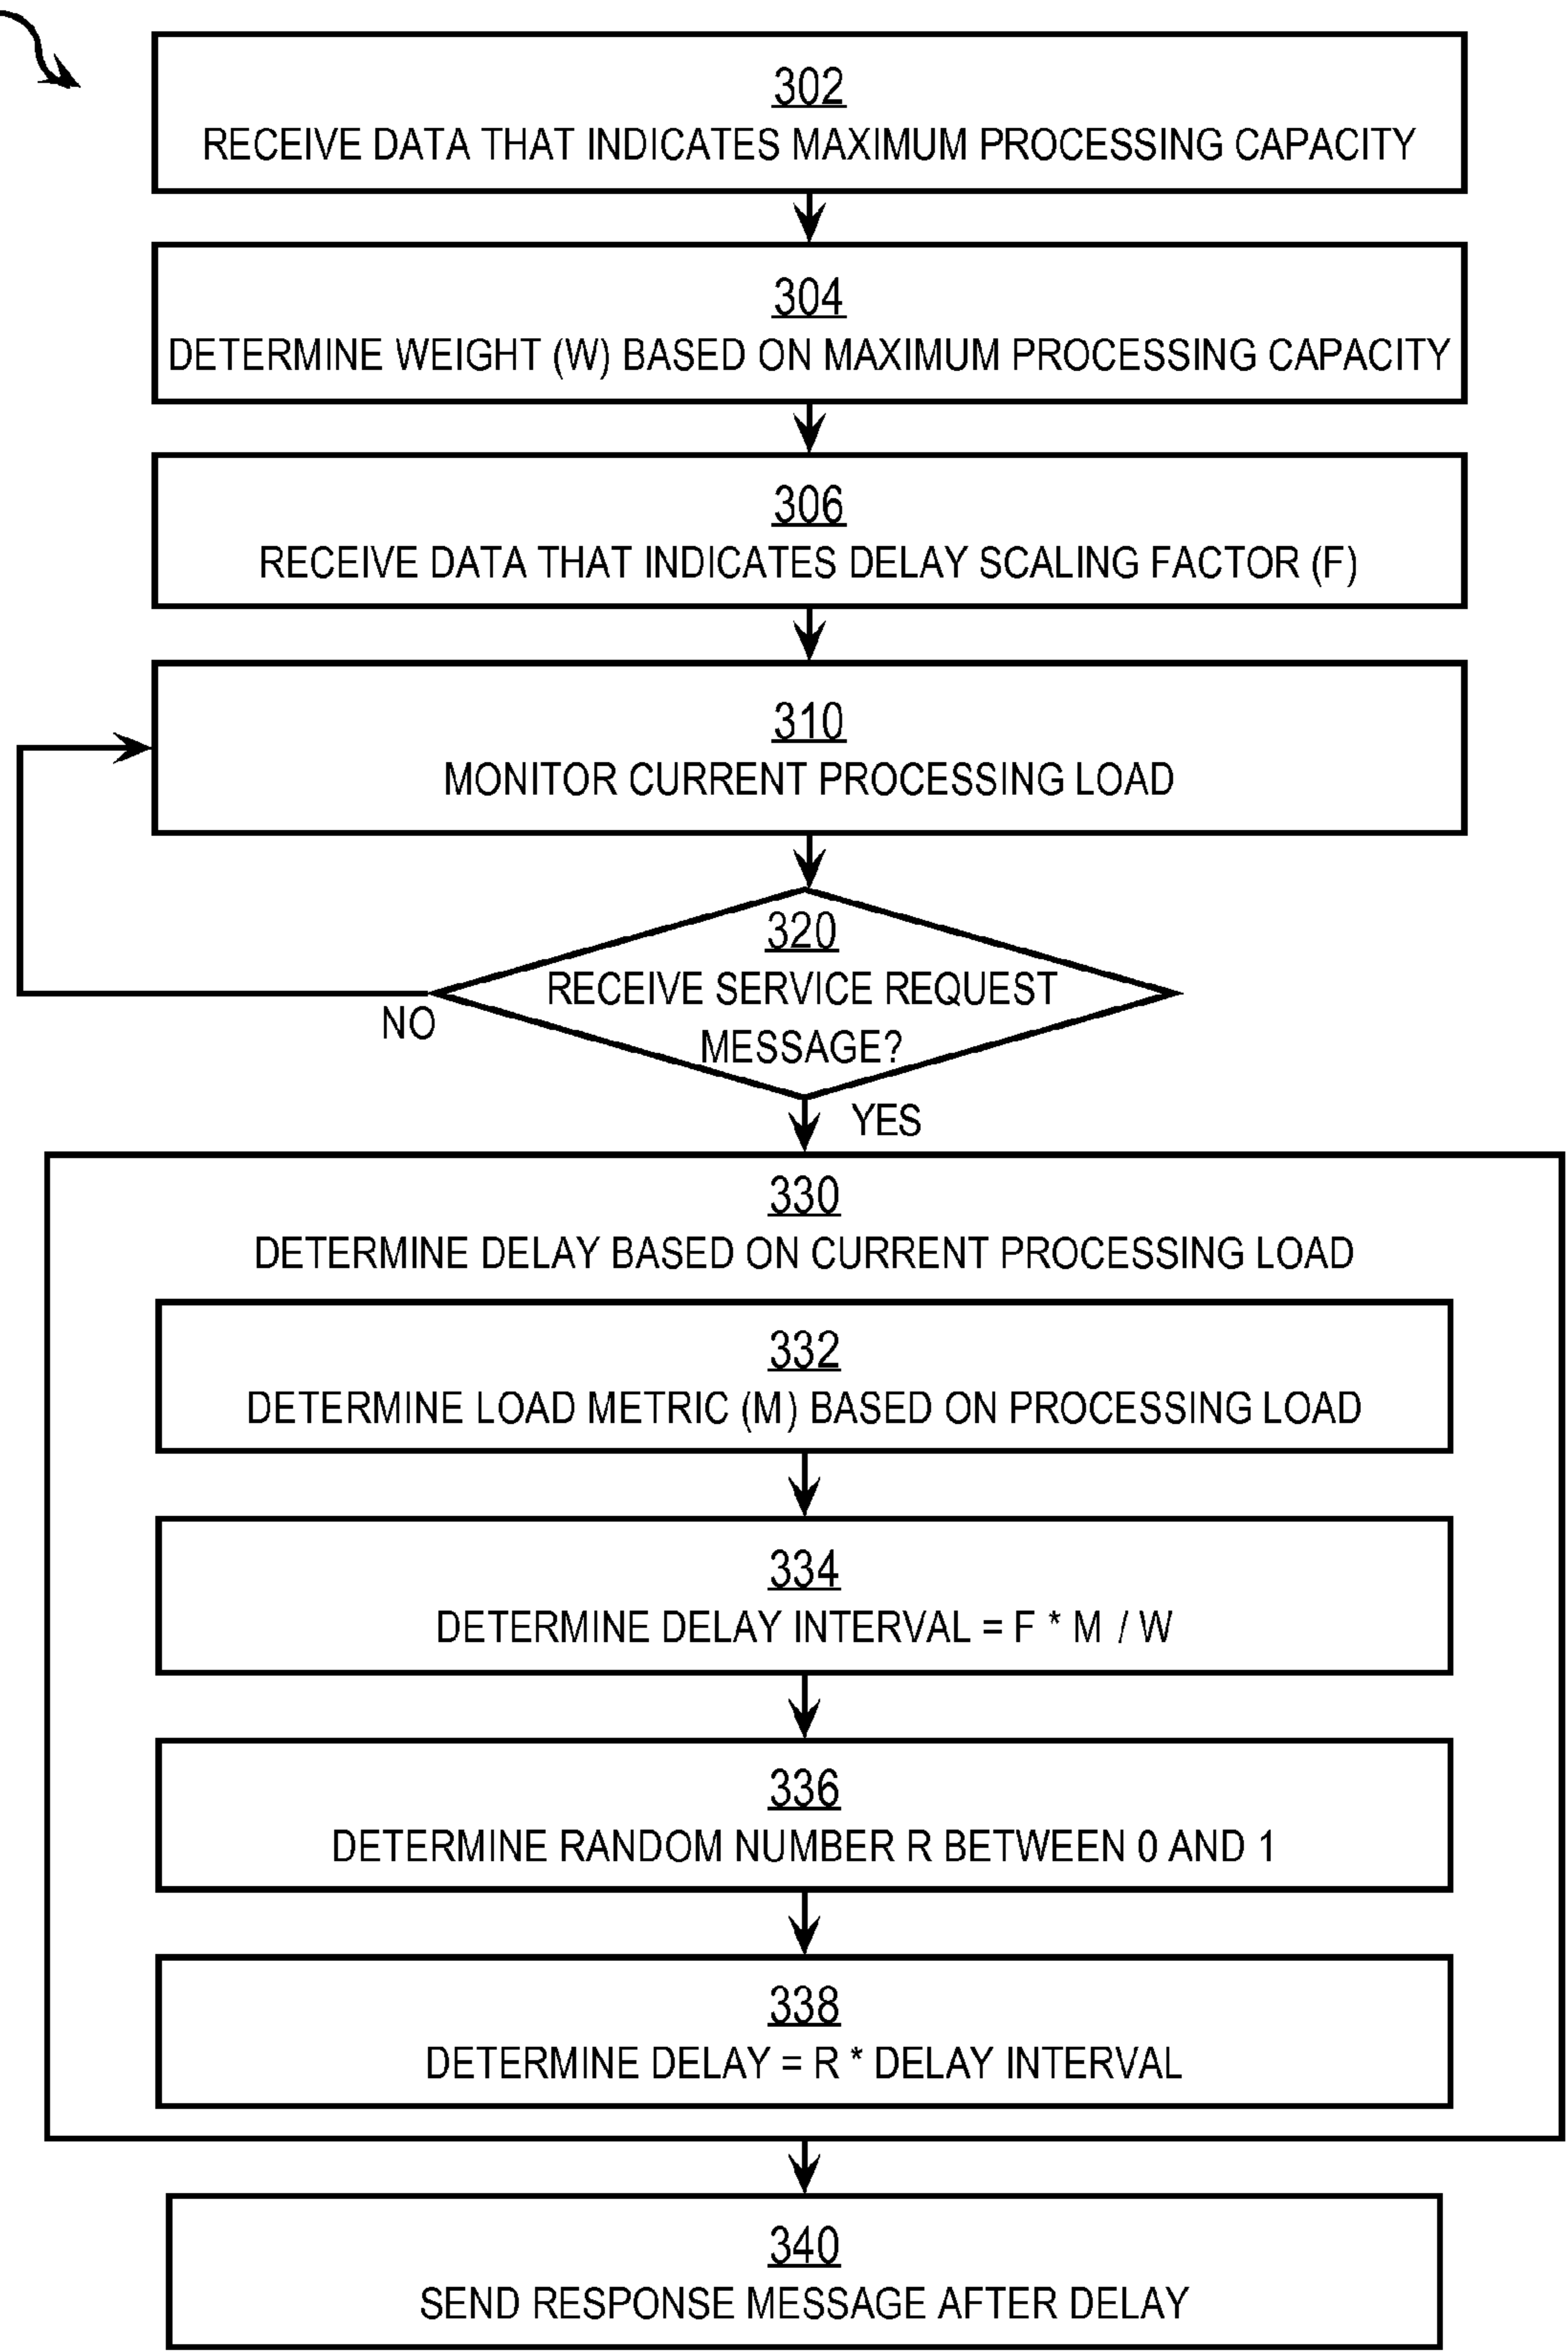 302
RECEIVE DATA THAT INDICATES MAXIMUM PROCESSING CAPACITY
304
DETERMINE WEIGHT (W) BASED ON MAXIMUM PROCESSING CAPACITY
306
RECEIVE DATA THAT INDICATES DELAY SCALING FACTOR (F)
310
MONITOR CURRENT PROCESSING LOAD
320
RECEIVE SERVICE REQUEST
MESSAGE?
NO
YES
330
DETERMINE DELAY BASED ON CURRENT PROCESSING LOAD
332
DETERMINE LOAD METRIC (M) BASED ON PROCESSING LOAD
334
DETERMINE DELAY INTERVAL = F * M / W
336
DETERMINE RANDOM NUMBER R BETWEEN 0 AND 1
338
DETERMINE DELAY = R * DELAY INTERVAL
340
SEND RESPONSE MESSAGE AFTER DELAY